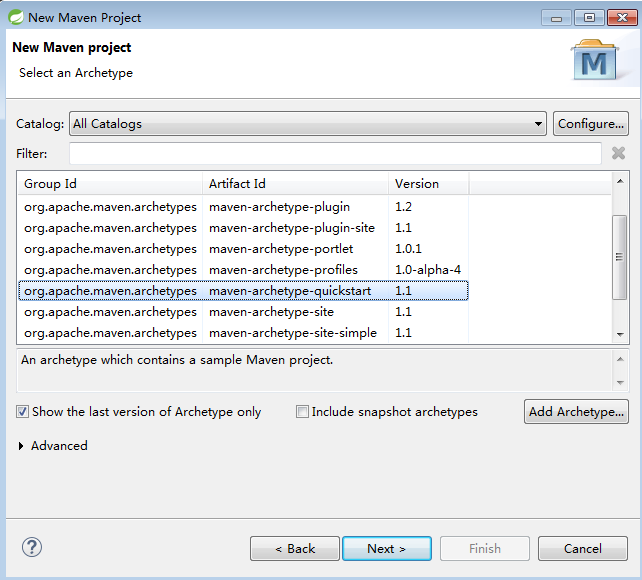 New Maven Project
New Maven project
Select an Archetype
M
Catalog: All Catalogs Configure...
Filter:
Group Id Artifact Id Version
org.apache.maven.archetypes maven-archetype-plugin 1.2
org.apache.maven.archetypes maven-archetype-plugin-site 1.1
org.apache.maven.archetypes maven-archetype-portlet 1.0.1
org.apache.maven.archetypes maven-archetype-profiles 1.0-alpha-4
org.apache.maven.archetypes maven-archetype-quickstart 1.1
org.apache.maven.archetypes maven-archetype-site 1.1
org.apache.maven.archetypes maven-archetype-site-simple 1.1
An archetype which contains a sample Maven project.
Show the last version of Archetype only Include snapshot archetypes Add Archetype...
Advanced
? < Back Next > Finish Cancel